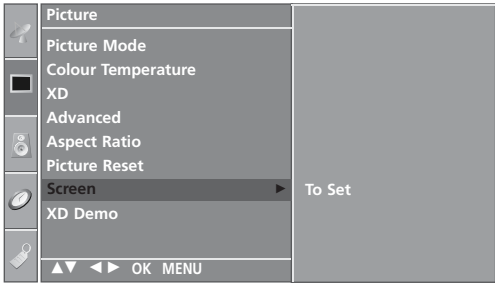 Picture
Picture Mode
Colour Temperature
XD
Advanced
Aspect Ratio
Picture Reset
Screen ► To Set
XD Demo
▲▼ ◄► OK MENU